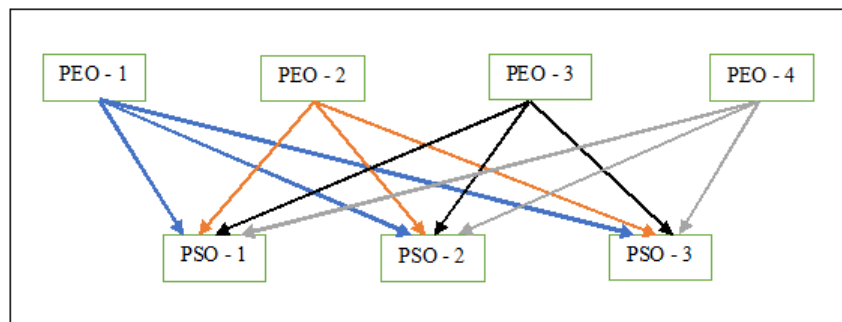 PEO - 1
PEO - 2
PEO - 3
PEO - 4
PSO - 1
PSO - 2
PSO - 3